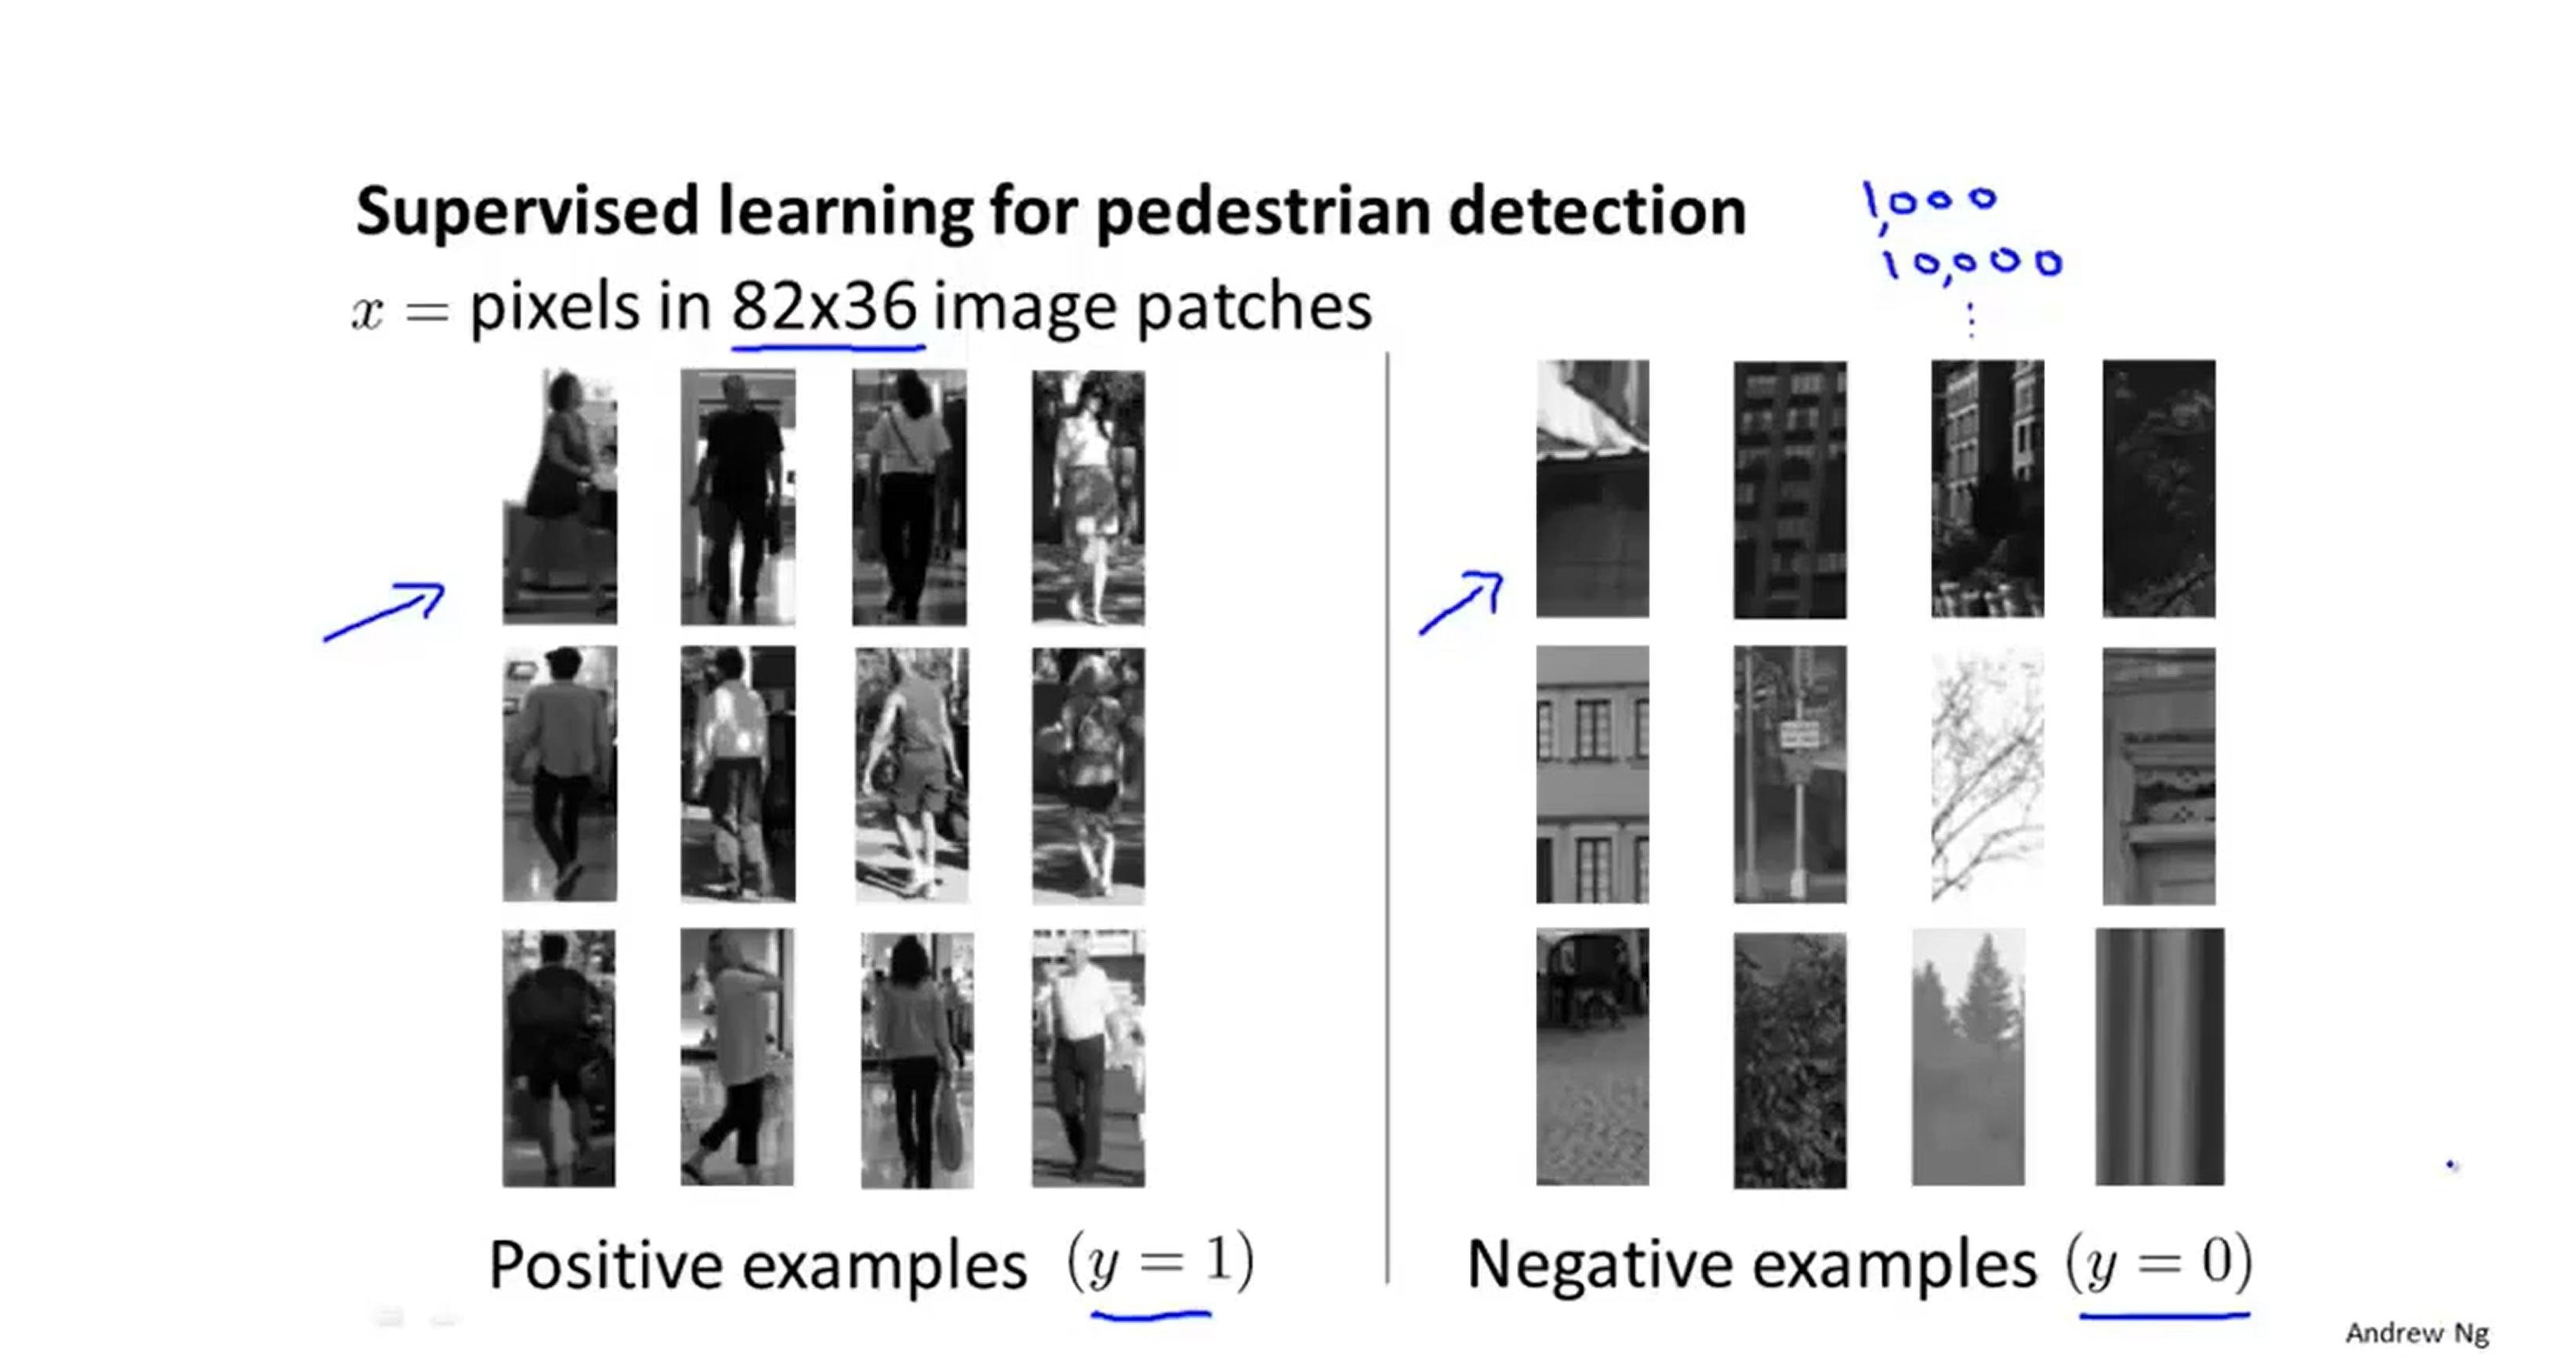 Supervised learning for pedestrian detection
1,000
10,000
x = pixels in 82x36 image patches
Positive examples (y = 1)
Negative examples (y = 0)
Andrew Ng